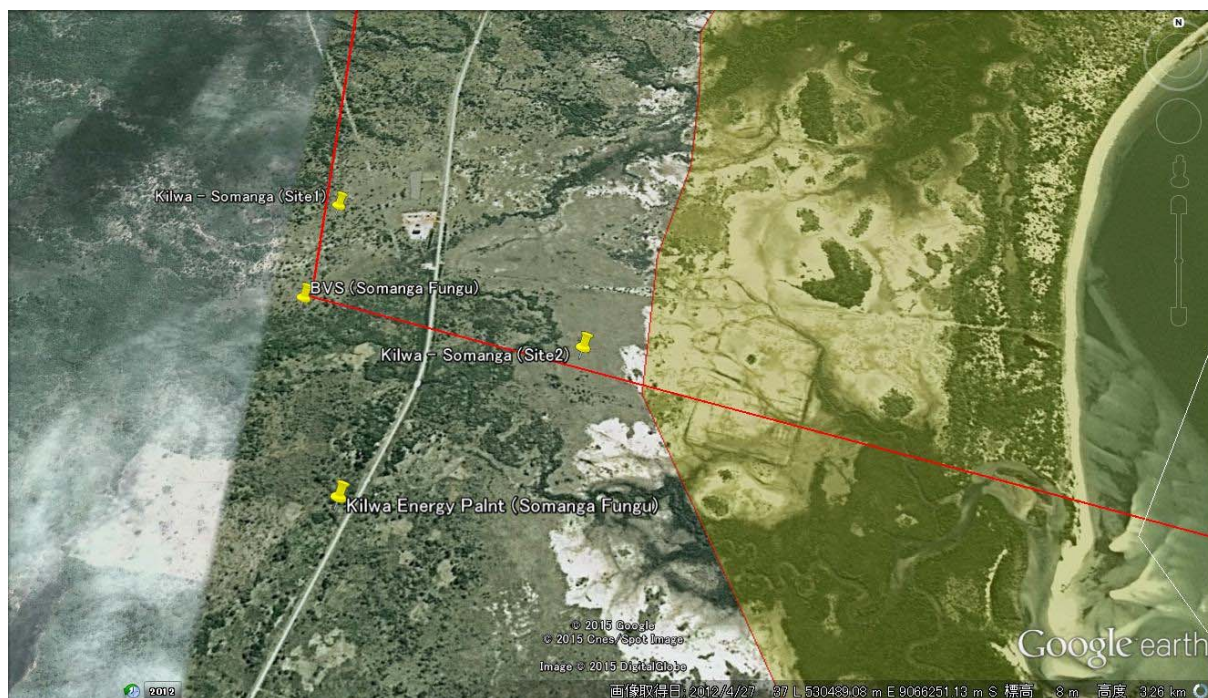 N
Kilwa - Somanga (Site1)
BVS (Somanga Fungu)
Kilwa - Somanga (Site2)
Kilwa Energy Palnt (Somanga Fungu)
© 2015 Google
© 2015 Cnes/Spot Image
Image © 2015 DigitalGlobe
Google earth
2012
画像取得日: 2012/4/27 37 L 530489.08 m E 9066251.13 m S 標高 8 m 高度 3.26 km